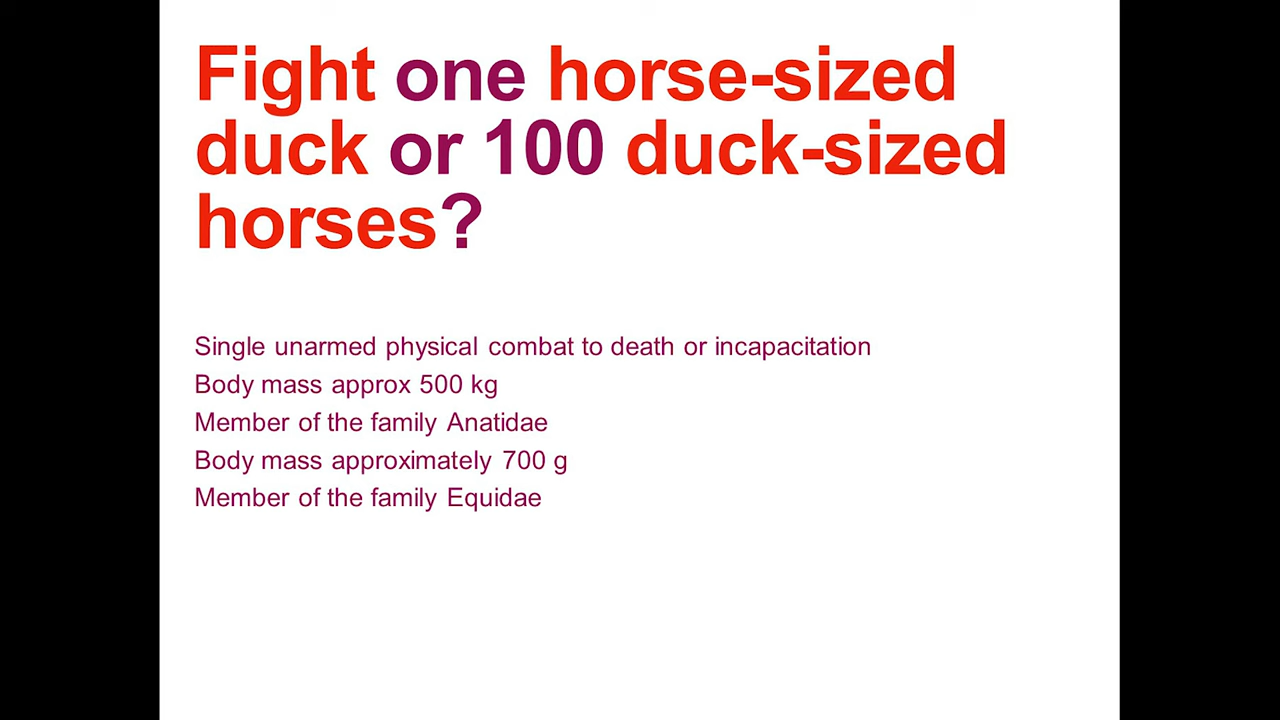 Fight one horse-sized
duck or 100 duck-sized
horses?
Single unarmed physical combat to death or incapacitation
Body mass approx 500 kg
Member of the family Anatidae
Body mass approximately 700 g
Member of the family Equidae